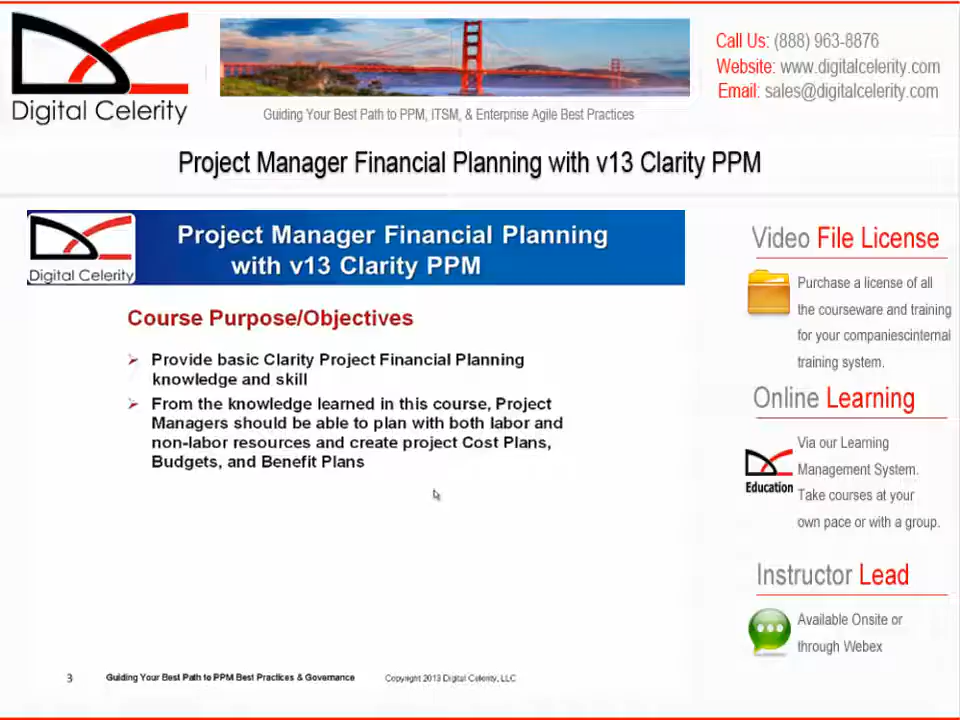 Digital Celerity
Guiding Your Best Path to PPM, ITSM, & Enterprise Agile Best Practices
Call Us: (888) 963-8876
Website: www.digitalcelerity.com
Email: sales@digitalcelerity.com
Project Manager Financial Planning with v13 Clarity PPM
Digital Celerity
Project Manager Financial Planning
with v13 Clarity PPM
Course Purpose/Objectives
➢ Provide basic Clarity Project Financial Planning
knowledge and skill
➢ From the knowledge learned in this course, Project
Managers should be able to plan with both labor and
non-labor resources and create project Cost Plans,
Budgets, and Benefit Plans
3 Guiding Your Best Path to PPM Best Practices & Governance Copyright 2013 Digital Celerity, LLC
Video File License
Purchase a license of all
the courseware and training
for your companiescinternal
training system.
Online Learning
Education
Via our Learning
Management System.
Take courses at your
own pace or with a group.
Instructor Lead
Available Onsite or
through Webex